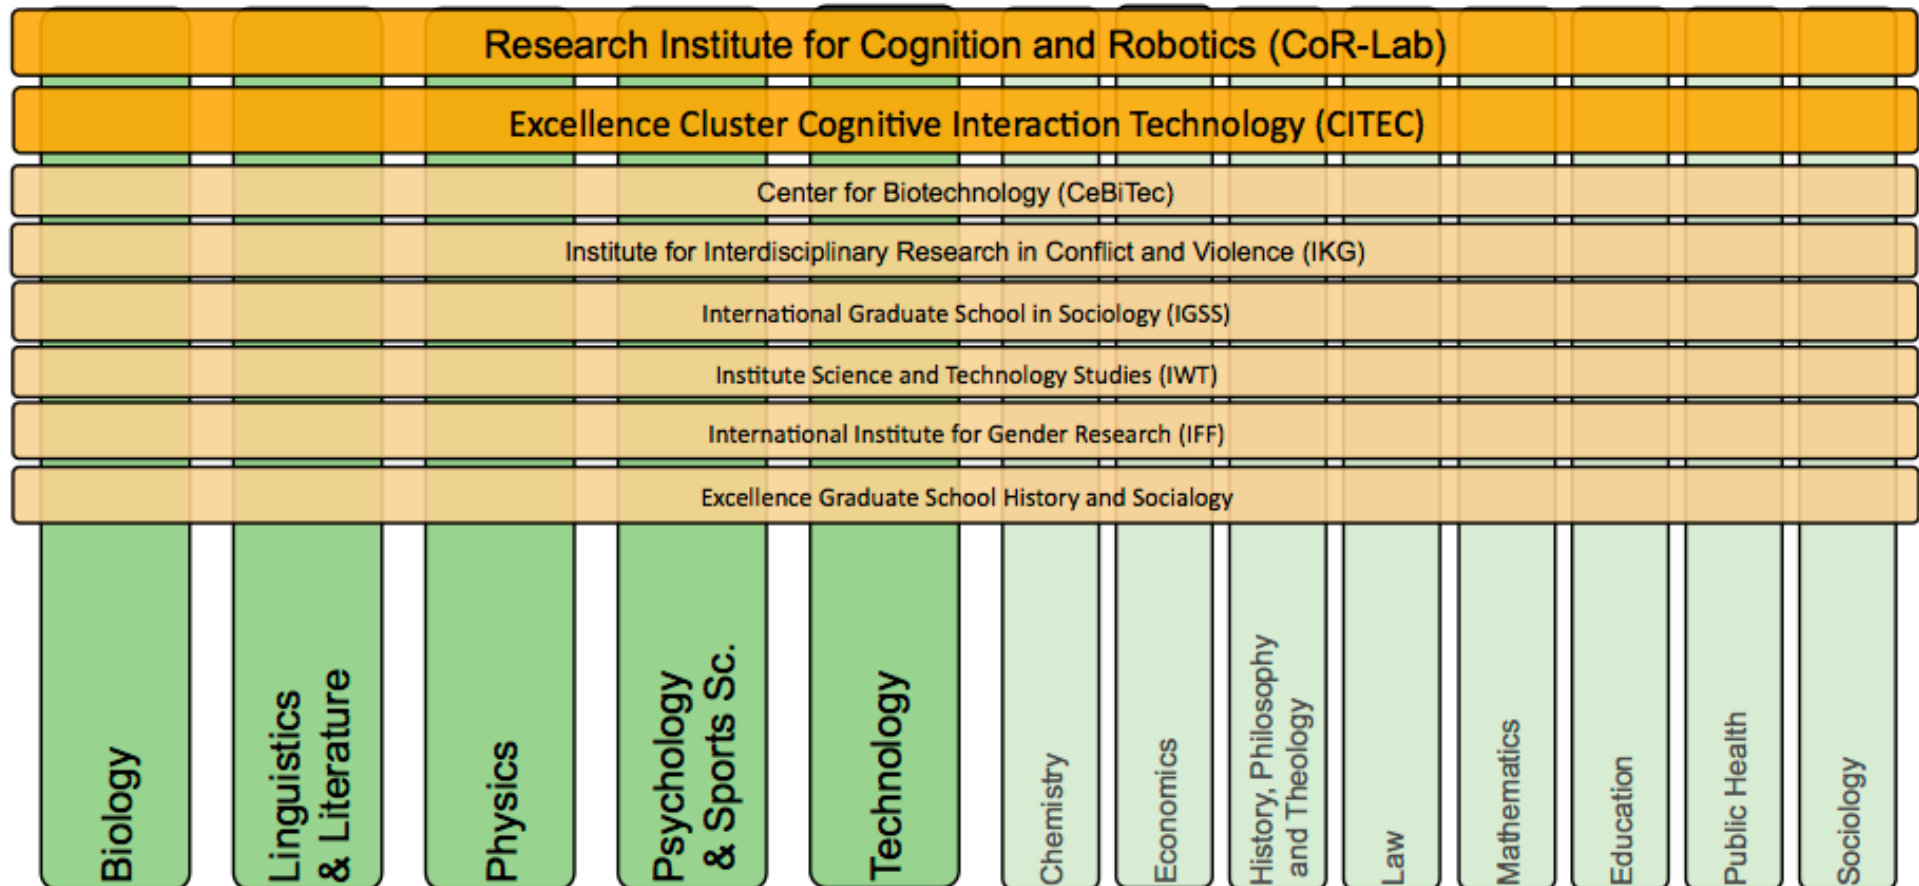 Research Institute for Cognition and Robotics (CoR-Lab)
Excellence Cluster Cognitive Interaction Technology (CITEC)
Center for Biotechnology (CeBiTec)
Institute for Interdisciplinary Research in Conflict and Violence (IKG)
International Graduate School in Sociology (IGSS)
Institute Science and Technology Studies (IWT)
International Institute for Gender Research (IFF)
Excellence Graduate School History and Socialogy
Biology
Linguistics
& Literature
Physics
Psychology
& Sports Sc.
Technology
Chemistry
Economics
History, Philosophy
and Theology
Law
Mathematics
Education
Public Health
Sociology